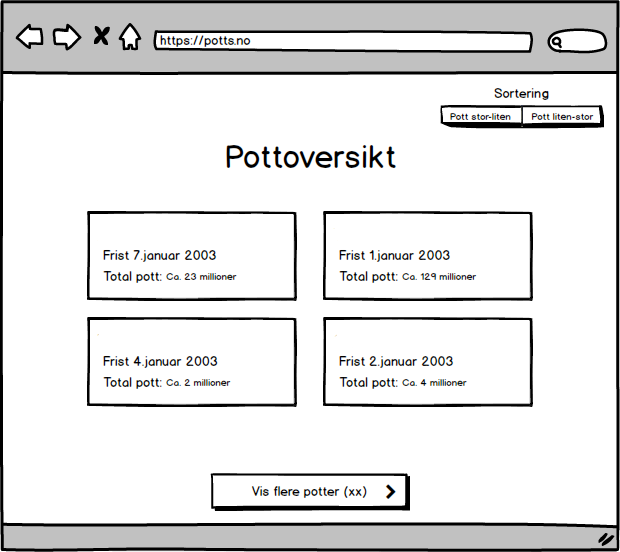 https://potts.no
Sortering
Pott stor-liten
Pott liten-stor
Pottoversikt
Frist 7.januar 2003
Total pott: Ca. 23 millioner
Frist 1.januar 2003
Total pott: Ca. 129 millioner
Frist 4.januar 2003
Total pott: Ca. 2 millioner
Frist 2.januar 2003
Total pott: Ca. 4 millioner
Vis flere potter (xx)